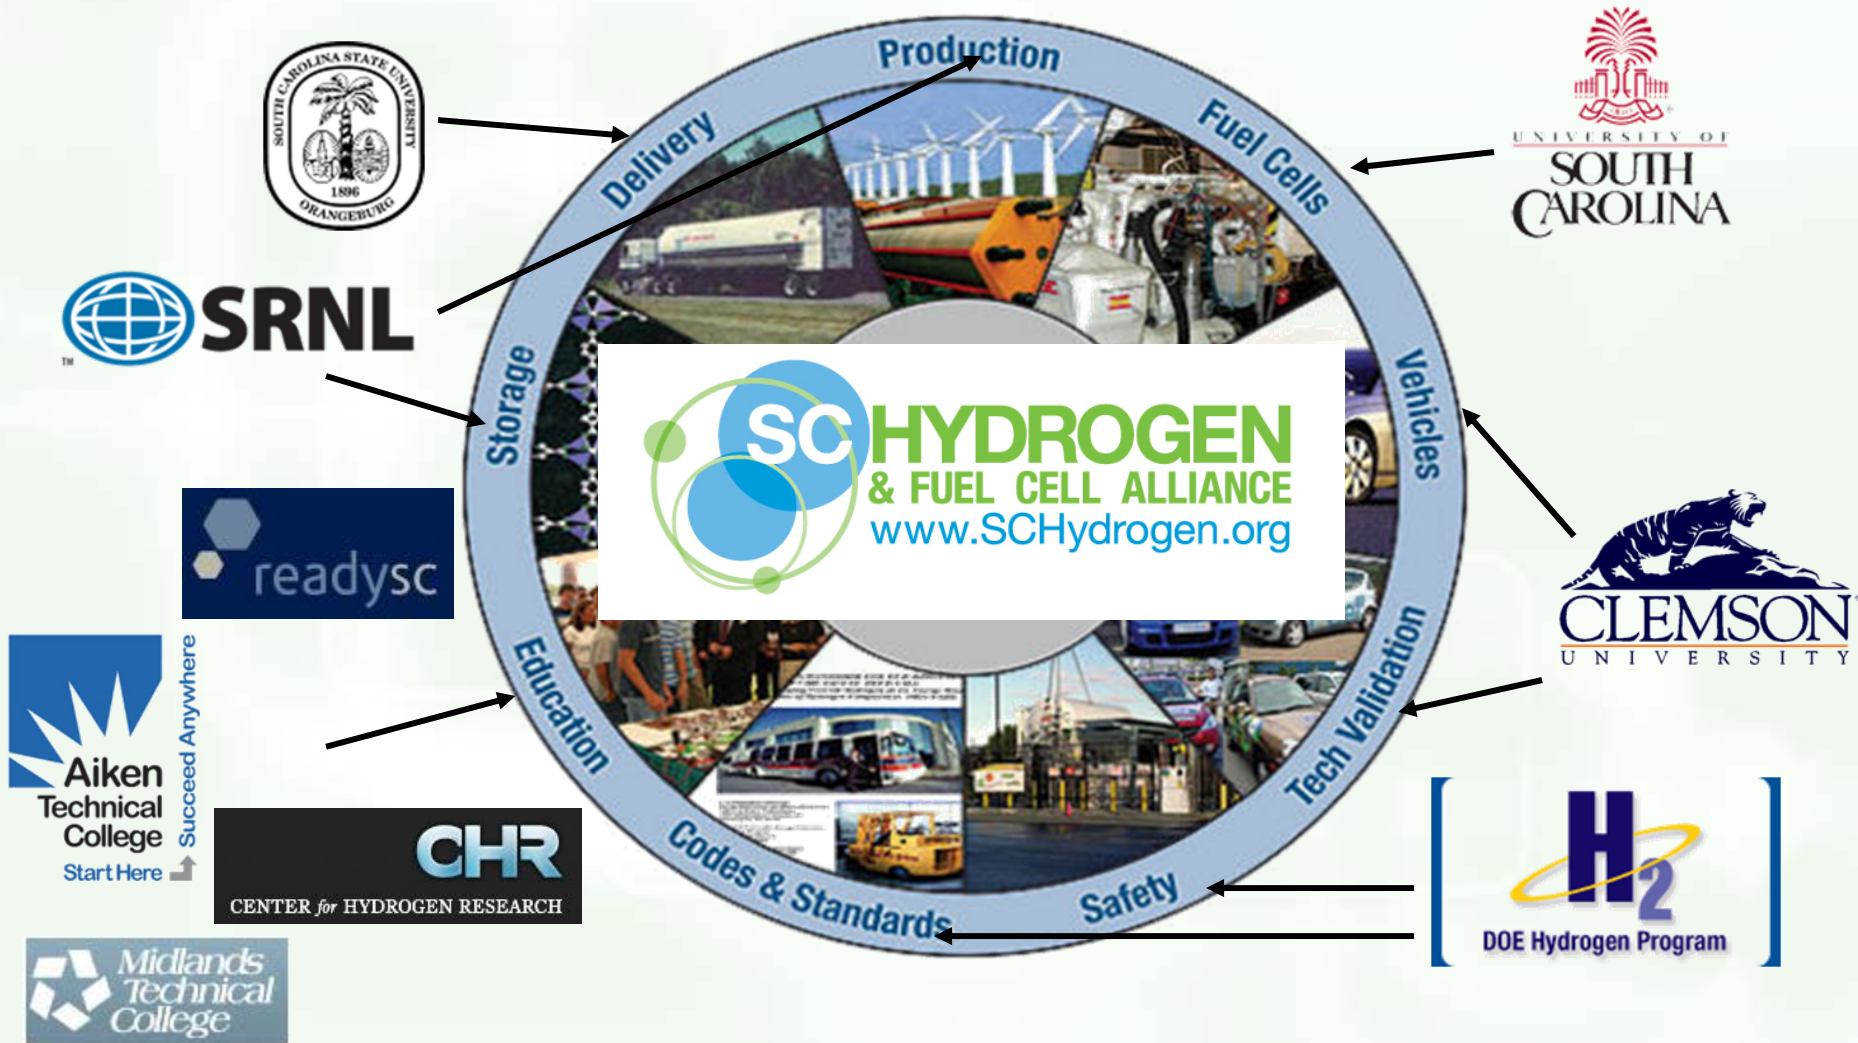 SOUTH CAROLINA STATE UNIVERSITY
1896
ORANGEBURG
SRNL
TM
readysc
Aiken
Technical
College
Start Here
Succeed Anywhere
CHR
CENTER for HYDROGEN RESEARCH
Midlands
Technical
College
Production
Fuel Cells
Vehicles
Tech Validation
Safety
Codes & Standards
Education
Storage
Delivery
SC HYDROGEN
& FUEL CELL ALLIANCE
www.SCHydrogen.org
UNIVERSITY OF
SOUTH
CAROLINA
CLEMSON
UNIVERSITY
H2
DOE Hydrogen Program